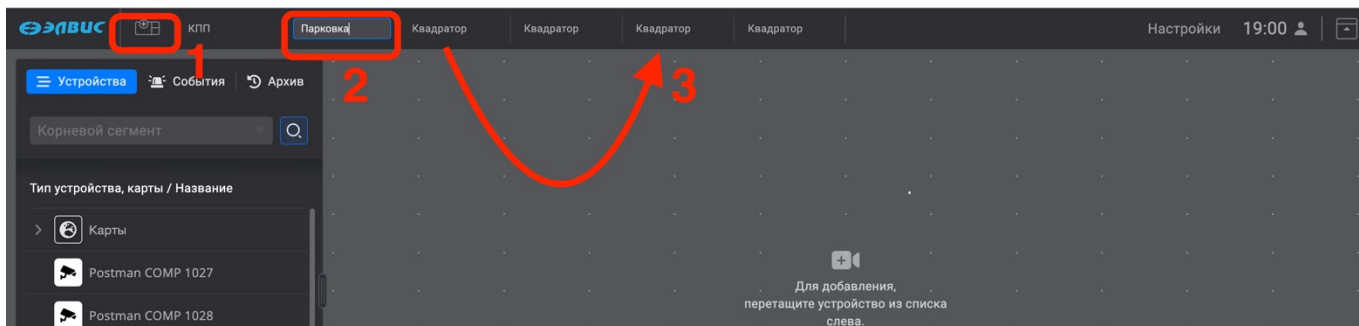 ЭЛВИС КПП Парковка Квадратор Квадратор Квадратор Квадратор Настройки 19:00
1 2 3
Устройства События Архив
Корневой сегмент
Тип устройства, карты / Название
Карты
Postman COMP 1027
Postman COMP 1028
Для добавления,
перетащите устройство из списка
слева.